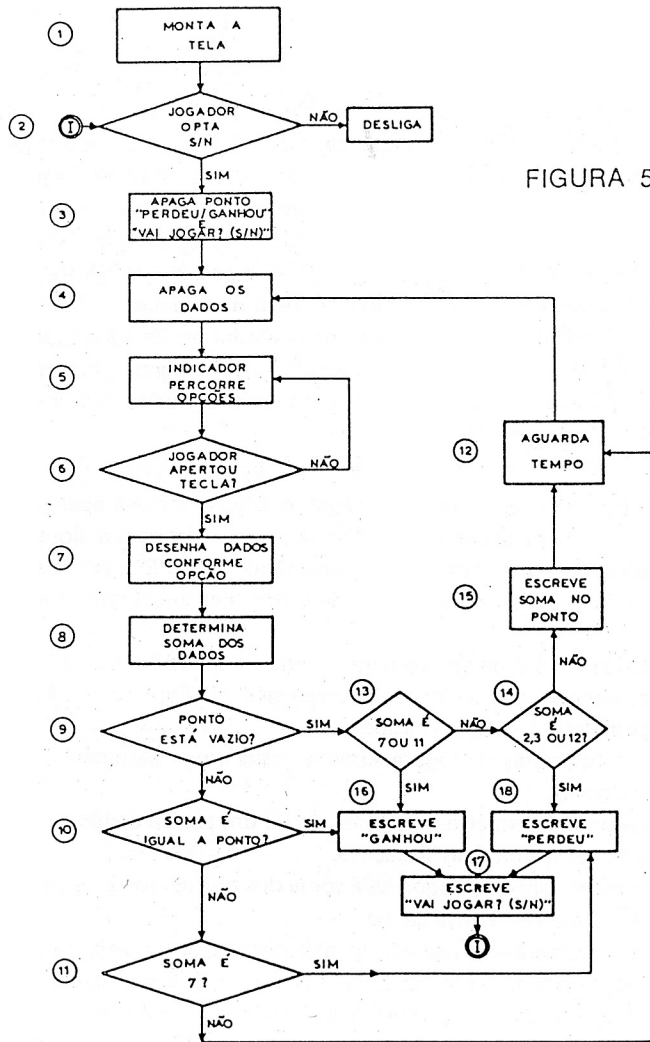 1
MONTA A
TELA
2
I
JOGADOR
OPTA
S/N
NÃO
DESLIGA
SIM
FIGURA 5
3
APAGA PONTO
"PERDEU/GANHOU"
E
"VAI JOGAR? (S/N)"
4
APAGA OS
DADOS
5
INDICADOR
PERCORRE
OPÇÕES
6
JOGADOR
APERTOU
TECLA?
NÃO
SIM
12
AGUARDA
TEMPO
7
DESENHA DADOS
CONFORME
OPÇÃO
15
ESCREVE
SOMA NO
PONTO
8
DETERMINA
SOMA DOS
DADOS
NÃO
9
PONTO
ESTÁ VAZIO?
SIM
13
SOMA É
7 OU 11
NÃO
14
SOMA
É
2,3 OU 12?
NÃO
SIM
SIM
10
SOMA É
IGUAL A PONTO?
SIM
16
ESCREVE
"GANHOU"
18
ESCREVE
"PERDEU"
17
ESCREVE
"VAI JOGAR? (S/N)"
I
NÃO
11
SOMA É
7?
SIM
NÃO